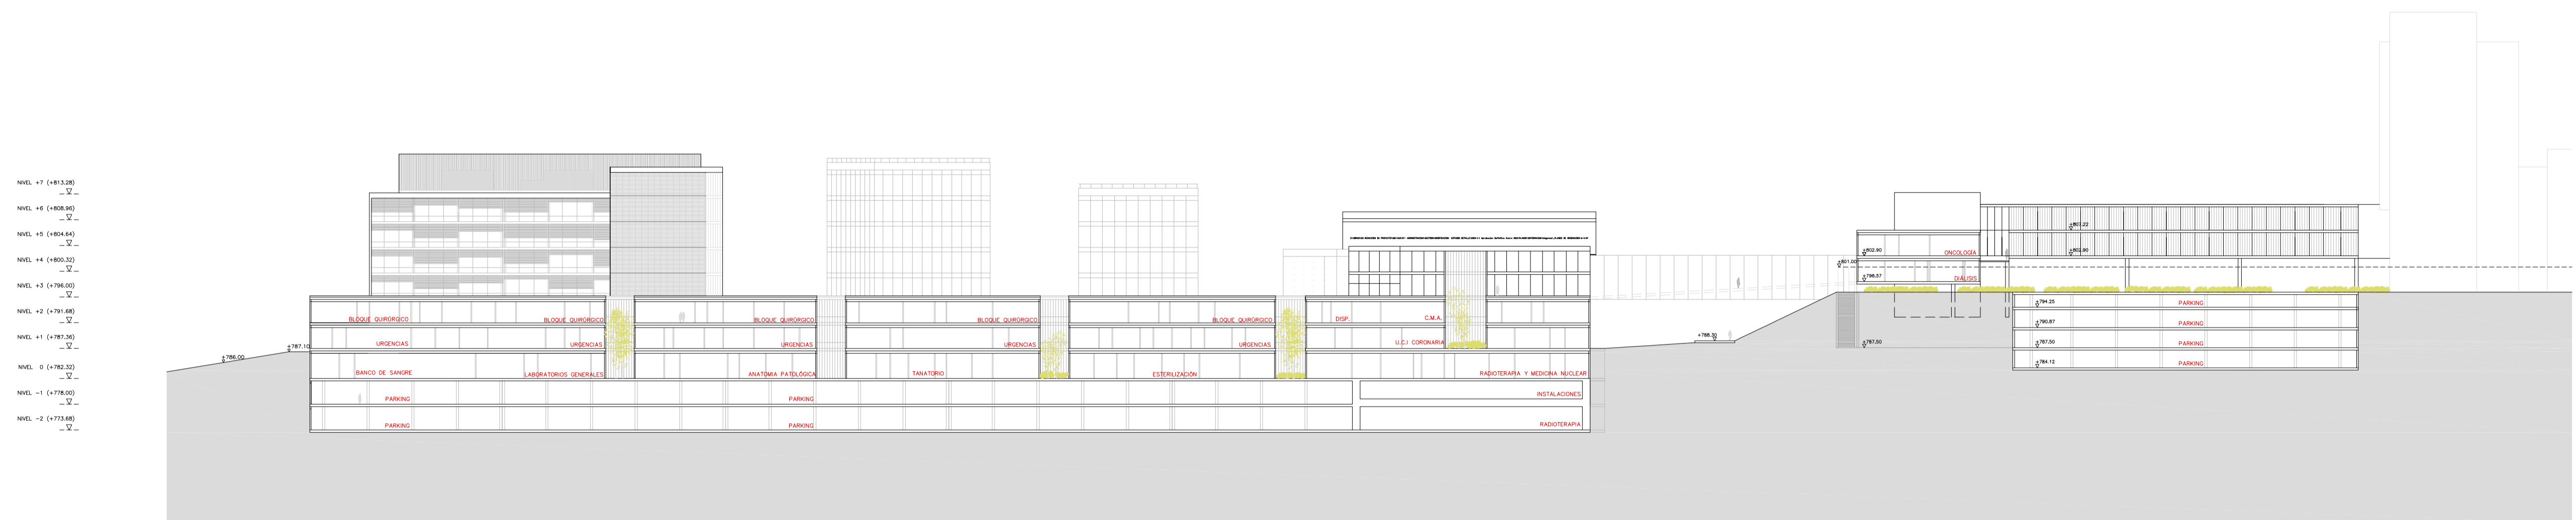 NIVEL +7 (+813.28)
NIVEL +6 (+808.96)
NIVEL +5 (+804.64)
NIVEL +4 (+800.32)
NIVEL +3 (+796.00)
NIVEL +2 (+791.68)
NIVEL +1 (+787.36)
NIVEL 0 (+782.32)
NIVEL -1 (+778.00)
NIVEL -2 (+773.68)
+786.00
+787.10
BLOQUE QUIRÚRGICO BLOQUE QUIRÚRGICO BLOQUE QUIRÚRGICO BLOQUE QUIRÚRGICO BLOQUE QUIRÚRGICO DISP. C.M.A.
URGENCIAS URGENCIAS URGENCIAS URGENCIAS URGENCIAS U.C.I CORONARIA
BANCO DE SANGRE LABORATORIOS GENERALES ANATOMIA PATOLÓGICA TANATORIO ESTERILIZACIÓN RADIOTERAPIA Y MEDICINA NUCLEAR
PARKING PARKING INSTALACIONES
PARKING PARKING RADIOTERAPIA
+788.30
+801.00
+802.90 ONCOLOGÍA
DIÁLISIS
+787.50
+802.90
+794.25 PARKING
+790.87 PARKING
+787.50 PARKING
+784.12 PARKING